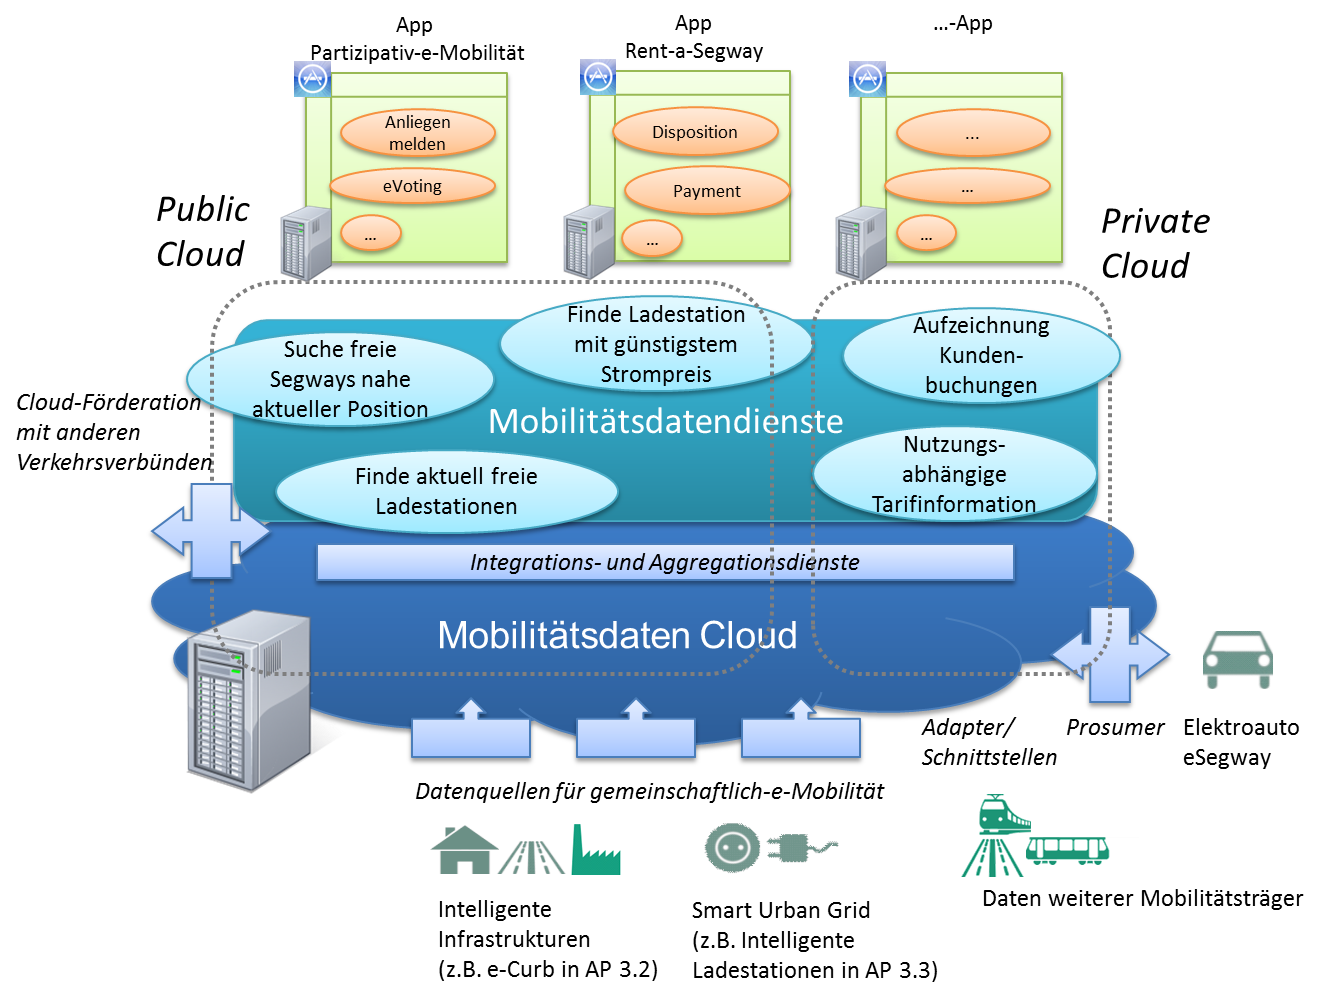 App
Partizipativ-e-Mobilität
App
Rent-a-Segway
...-App
Anliegen
melden
eVoting
...
Disposition
Payment
...
...
...
...
Public
Cloud
Private
Cloud
Suche freie
Segways nahe
aktueller Position
Finde Ladestation
mit günstigstem
Strompreis
Aufzeichnung
Kunden-
buchungen
Cloud-Förderation
mit anderen
Verkehrsverbünden
Mobilitätsdatendienste
Finde aktuell freie
Ladestationen
Nutzungs-
abhängige
Tarifinformation
Integrations- und Aggregationsdienste
Mobilitätsdaten Cloud
Adapter/
Schnittstellen
Prosumer
Elektroauto
eSegway
Datenquellen für gemeinschaftlich-e-Mobilität
Intelligente
Infrastrukturen
(z.B. e-Curb in AP 3.2)
Smart Urban Grid
(z.B. Intelligente
Ladestationen in AP 3.3)
Daten weiterer Mobilitätsträger